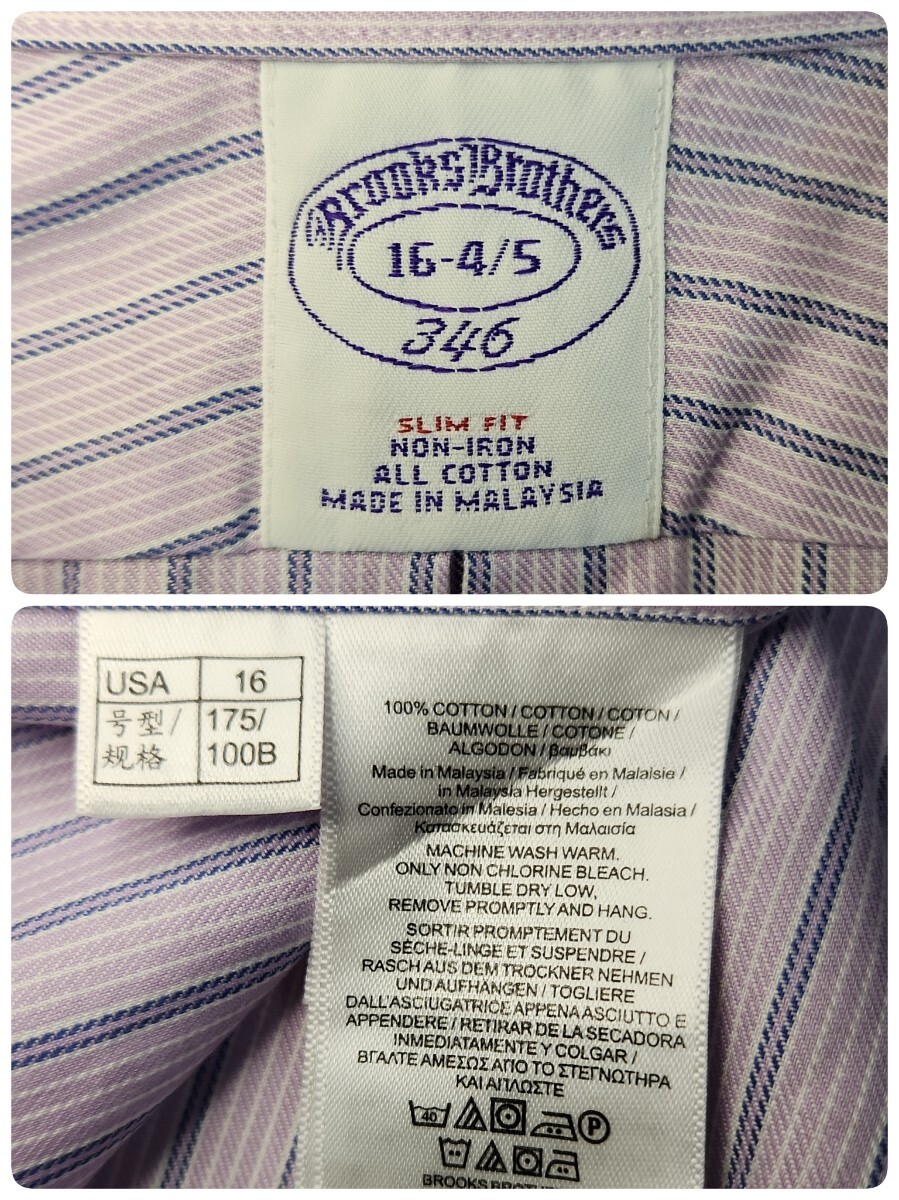 ®Brooks Brothers
16-4/5
346
SLIM FIT
NON-IRON
ALL COTTON
MADE IN MALAYSIA
USA 16
号型/ 175/
规格 100B
100% COTTON / COTTON / COTON /
BAUMWOLLE / COTONE /
ALGODON / βαμβάκι
Made in Malaysia / Fabriqué en Malaisie /
in Malaysia Hergestellt /
Confezionato in Malesia / Hecho en Malasia /
Κατασκευάζεται στη Μαλαισία
MACHINE WASH WARM.
ONLY NON CHLORINE BLEACH.
TUMBLE DRY LOW,
REMOVE PROMPTLY AND HANG.
SORTIR PROMPTEMENT DU
SÈCHE-LINGE ET SUSPENDRE /
RASCH AUS DEM TROCKNER NEHMEN
UND AUFHÄNGEN / TOGLIERE
DALL'ASCIUGATRICE APPENA ASCIUTTO E
APPENDERE / RETIRAR DE LA SECADORA
INMEDIATAMENTE Y COLGAR /
ΒΓΑΛΤΕ ΑΜΕΣΩΣ ΑΠΟ ΤΟ ΣΤΕΓΝΩΤΗΡΑ
ΚΑΙ ΑΠΛΩΣΤΕ
40 P
BROOKS